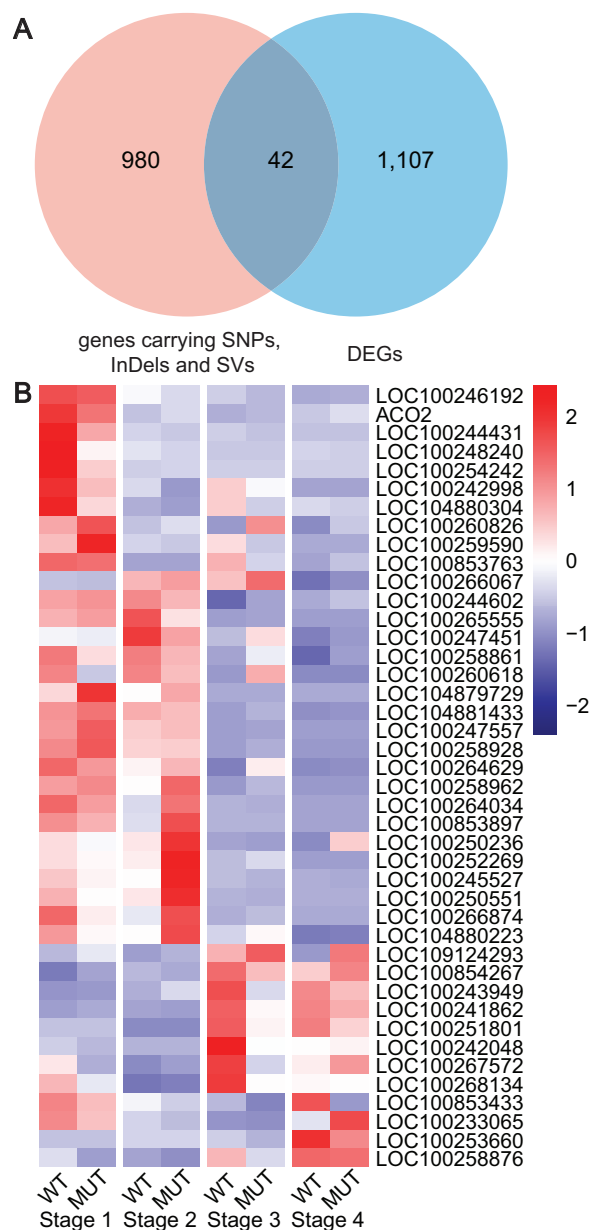 A
980
42
1,107
genes carrying SNPs,
InDels and SVs
DEGs
B
LOC100246192
ACO2
LOC100244431
LOC100248240
LOC100254242
LOC100242998
LOC104880304
LOC100260826
LOC100259590
LOC100853763
LOC100266067
LOC100244602
LOC100265555
LOC100247451
LOC100258861
LOC100260618
LOC104879729
LOC104881433
LOC100247557
LOC100258928
LOC100264629
LOC100258962
LOC100264034
LOC100853897
LOC100250236
LOC100252269
LOC100245527
LOC100250551
LOC100266874
LOC104880223
LOC109124293
LOC100854267
LOC100243949
LOC100241862
LOC100251801
LOC100242048
LOC100267572
LOC100268134
LOC100853433
LOC100233065
LOC100253660
LOC100258876
2
1
0
−1
−2
WT MUT WT MUT WT MUT WT MUT
Stage 1 Stage 2 Stage 3 Stage 4